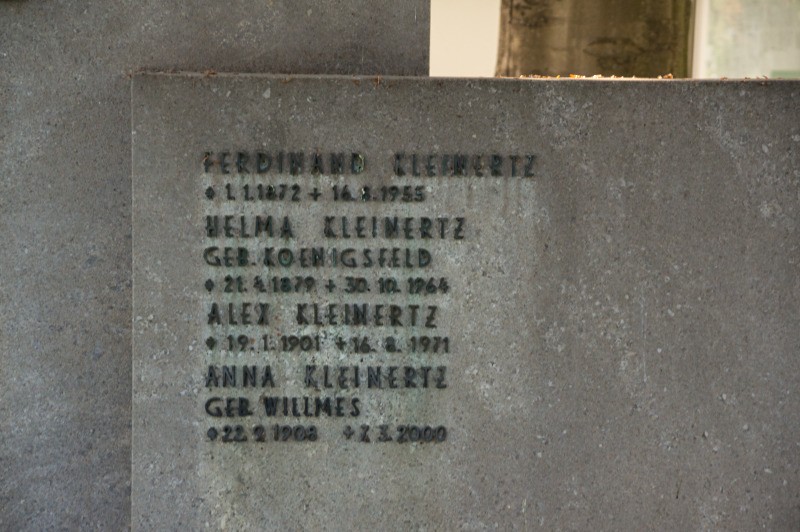 FERDINAND KLEINERTZ
* 1.1.1872 + 16.8.1955
HELMA KLEINERTZ
GEB. KOENIGSFELD
* 21.4.1879 + 30.10.1964
ALEX KLEINERTZ
* 19.1.1901 + 16.8.1971
ANNA KLEINERTZ
GEB. WILLMES